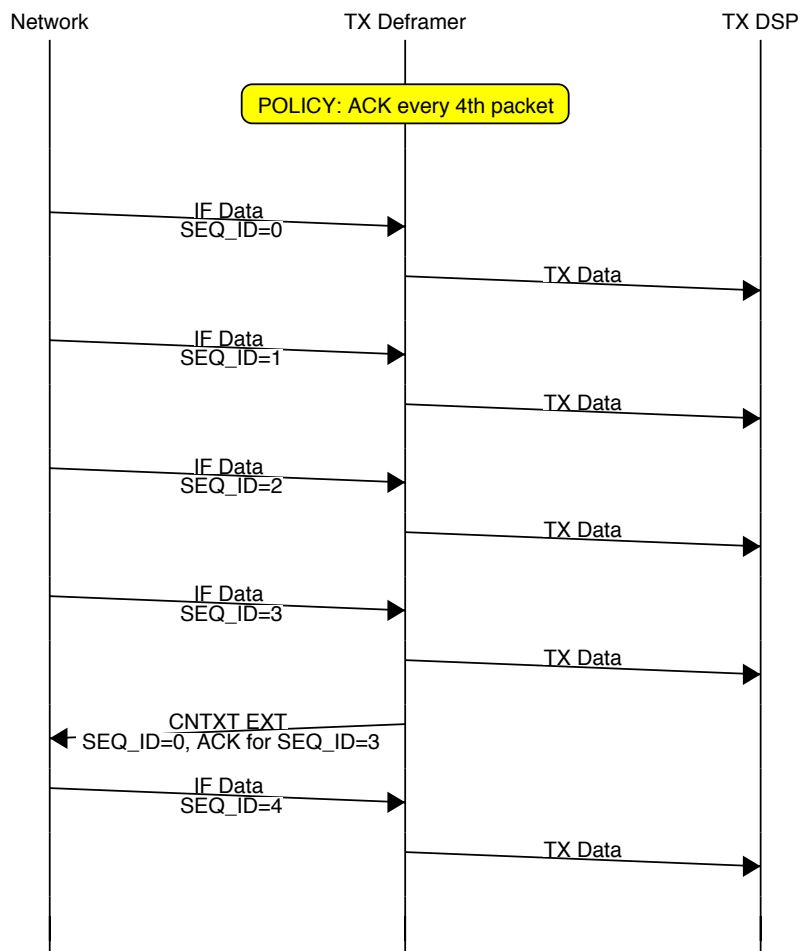 Network TX Deframer TX DSP
POLICY: ACK every 4th packet
IF Data
SEQ_ID=0
TX Data
IF Data
SEQ_ID=1
TX Data
IF Data
SEQ_ID=2
TX Data
IF Data
SEQ_ID=3
TX Data
CNTXT EXT
SEQ_ID=0, ACK for SEQ_ID=3
IF Data
SEQ_ID=4
TX Data